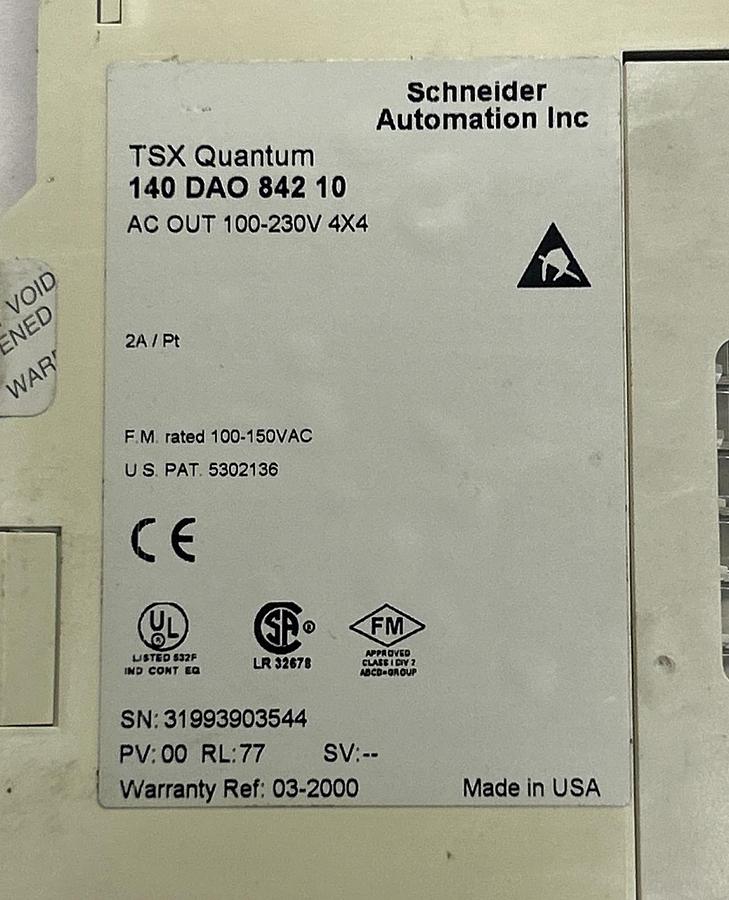 Schneider
Automation Inc
TSX Quantum
140 DAO 842 10
AC OUT 100-230V 4X4
VOID
ENED
WAR
2A / Pt
F.M. rated 100-150VAC
U S. PAT. 5302136
CE
UL
LISTED 532F
IND CONT EQ
SA
LR 32678
FM
APPROVED
CLASS I DIV 2
ABCD=GROUP
SN: 31993903544
PV: 00 RL: 77 SV:--
Warranty Ref: 03-2000 Made in USA